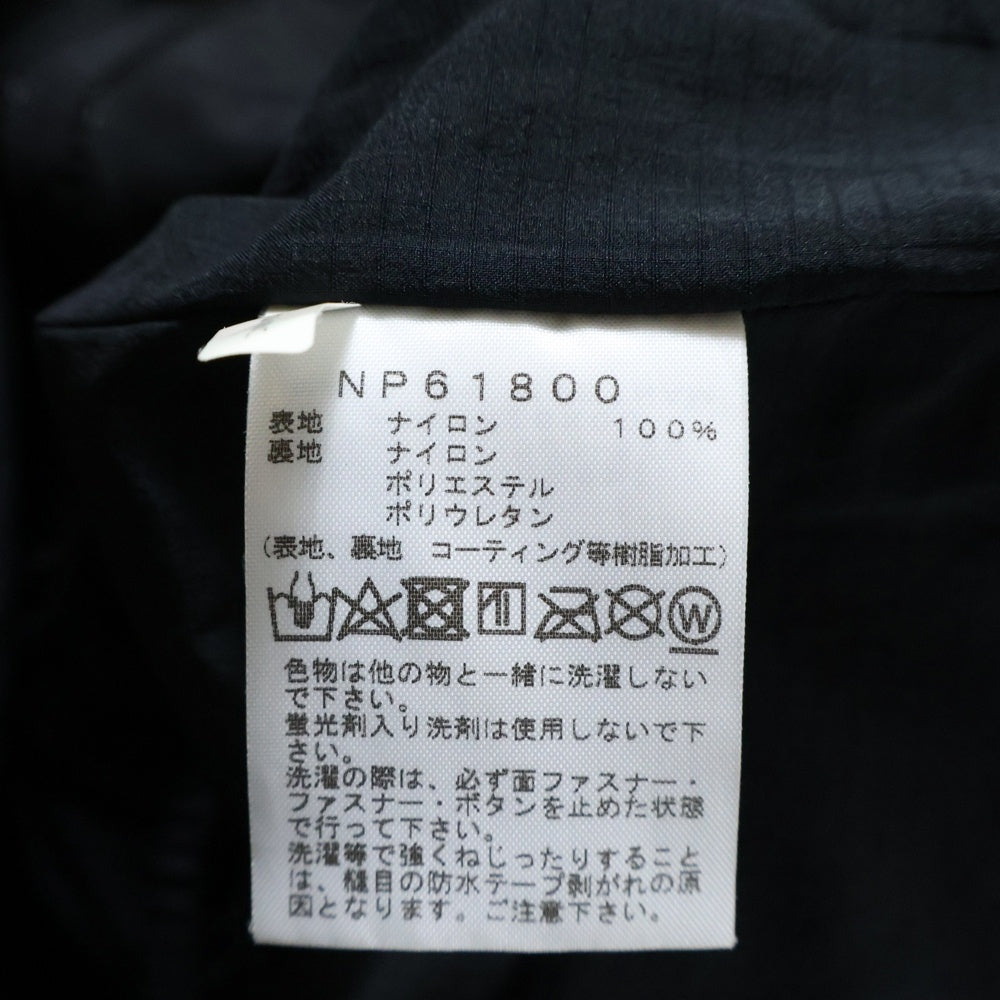 NP61800
表地 ナイロン 100%
裏地 ナイロン
ポリエステル
ポリウレタン
(表地、裏地 コーティング等樹脂加工)
W
色物は他の物と一緒に洗濯しない
で下さい。
蛍光剤入り洗剤は使用しないで下
さい。
洗濯の際は、必ず面ファスナー・
ファスナー・ボタンを止めた状態
で行って下さい。
洗濯等で強くねじったりすること
は、縫目の防水テープ剥がれの原
因となります。ご注意下さい。